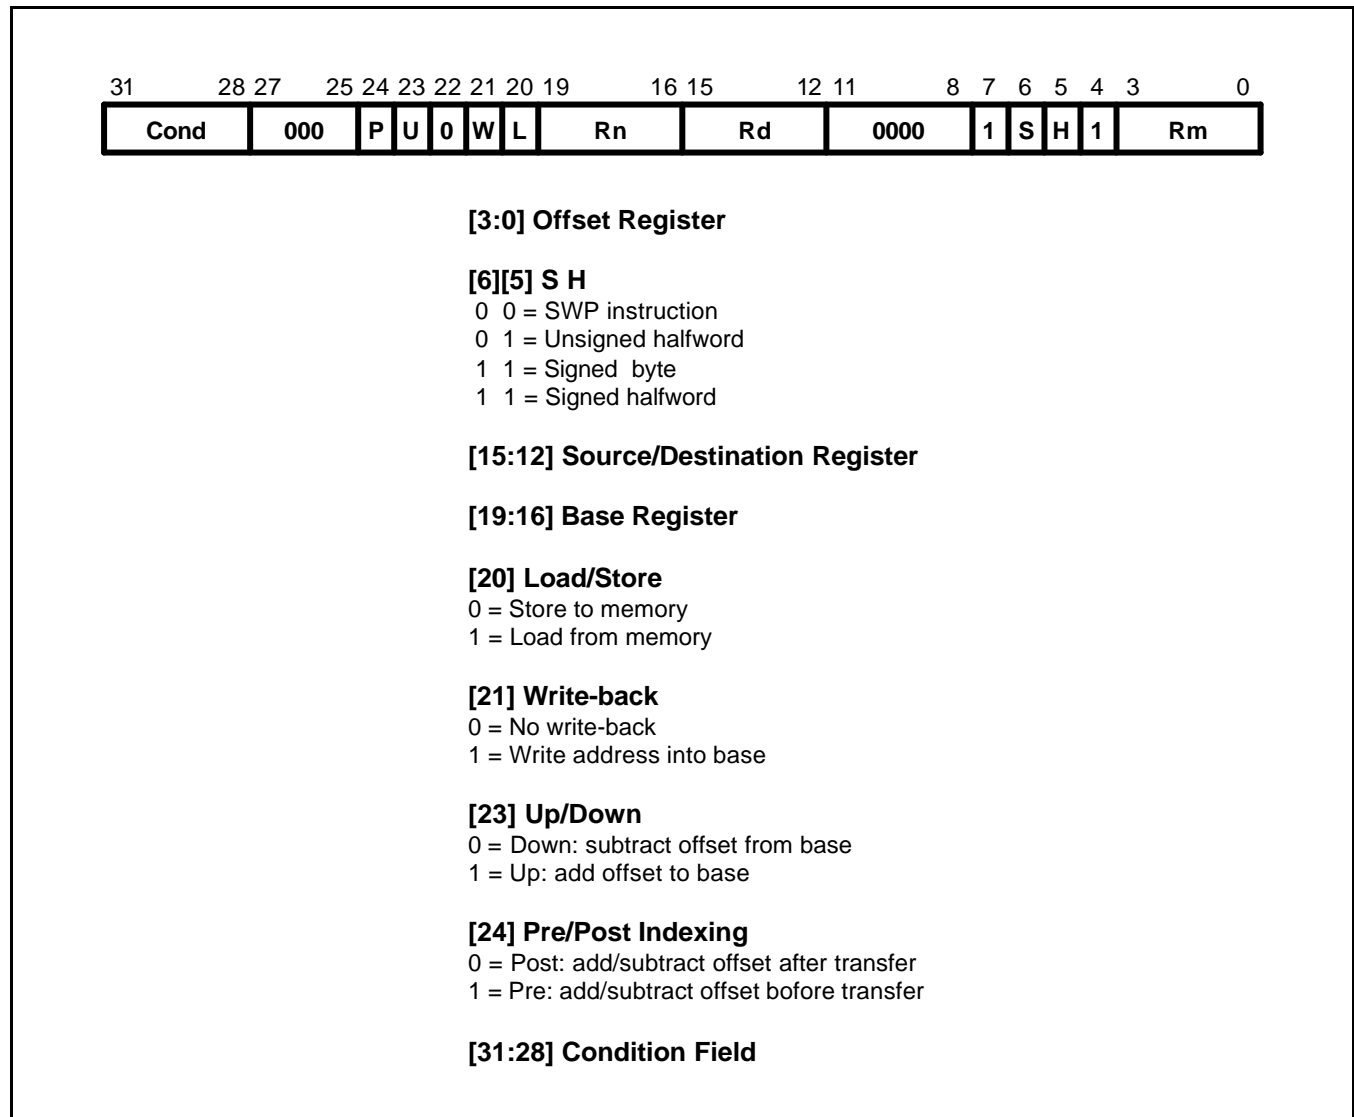 31 28 27 25 24 23 22 21 20 19 16 15 12 11 8 7 6 5 4 3 0
Cond 000 P U 0 W L Rn Rd 0000 1 S H 1 Rm
[3:0] Offset Register
[6][5] S H
0 0 = SWP instruction
0 1 = Unsigned halfword
1 1 = Signed byte
1 1 = Signed halfword
[15:12] Source/Destination Register
[19:16] Base Register
[20] Load/Store
0 = Store to memory
1 = Load from memory
[21] Write-back
0 = No write-back
1 = Write address into base
[23] Up/Down
0 = Down: subtract offset from base
1 = Up: add offset to base
[24] Pre/Post Indexing
0 = Post: add/subtract offset after transfer
1 = Pre: add/subtract offset bofore transfer
[31:28] Condition Field